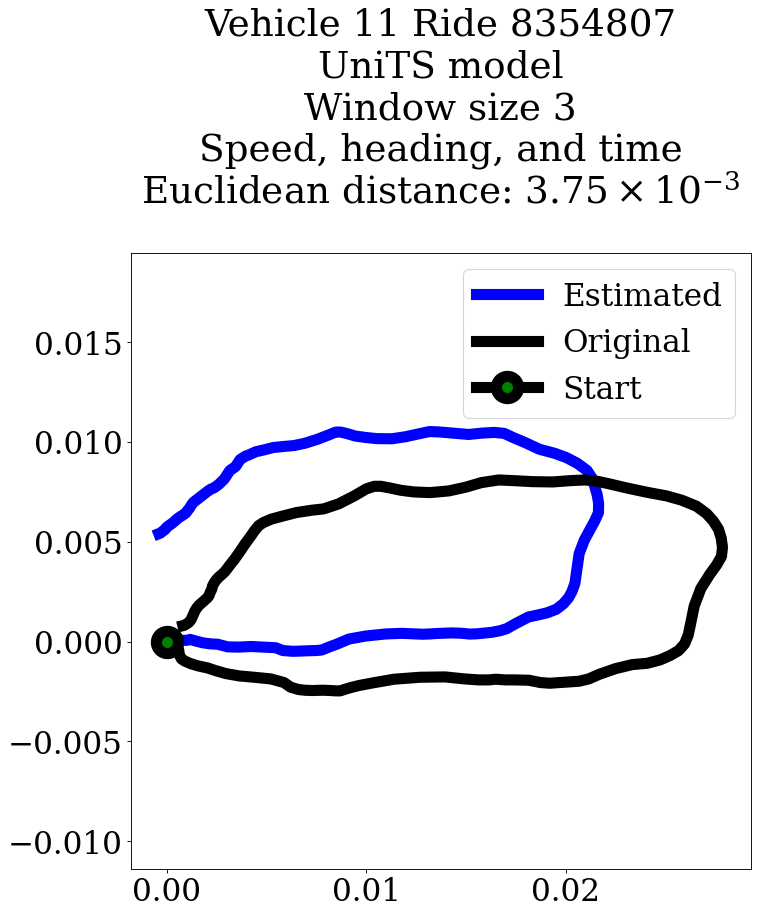 Vehicle 11 Ride 8354807
UniTS model
Window size 3
Speed, heading, and time
Euclidean distance: 3.75 × 10⁻³
Estimated
Original
Start
0.015
0.010
0.005
0.000
−0.005
−0.010
0.00 0.01 0.02